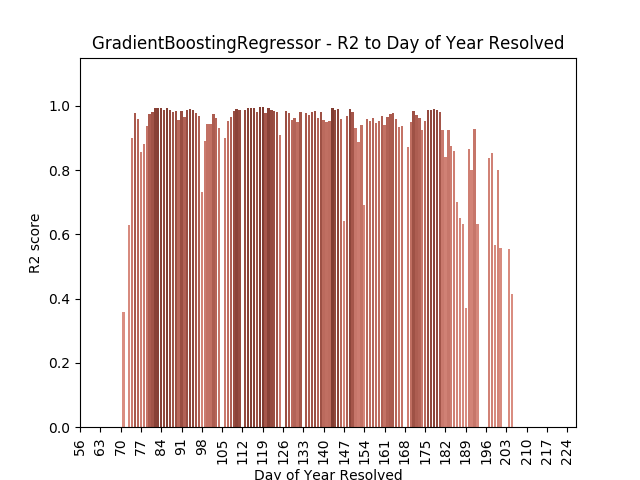 GradientBoostingRegressor - R2 to Day of Year Resolved
1.0
0.8
0.6
0.4
0.2
0.0
R2 score
56 63 70 77 84 91 98 105 112 119 126 133 140 147 154 161 168 175 182 189 196 203 210 217 224
Day of Year Resolved